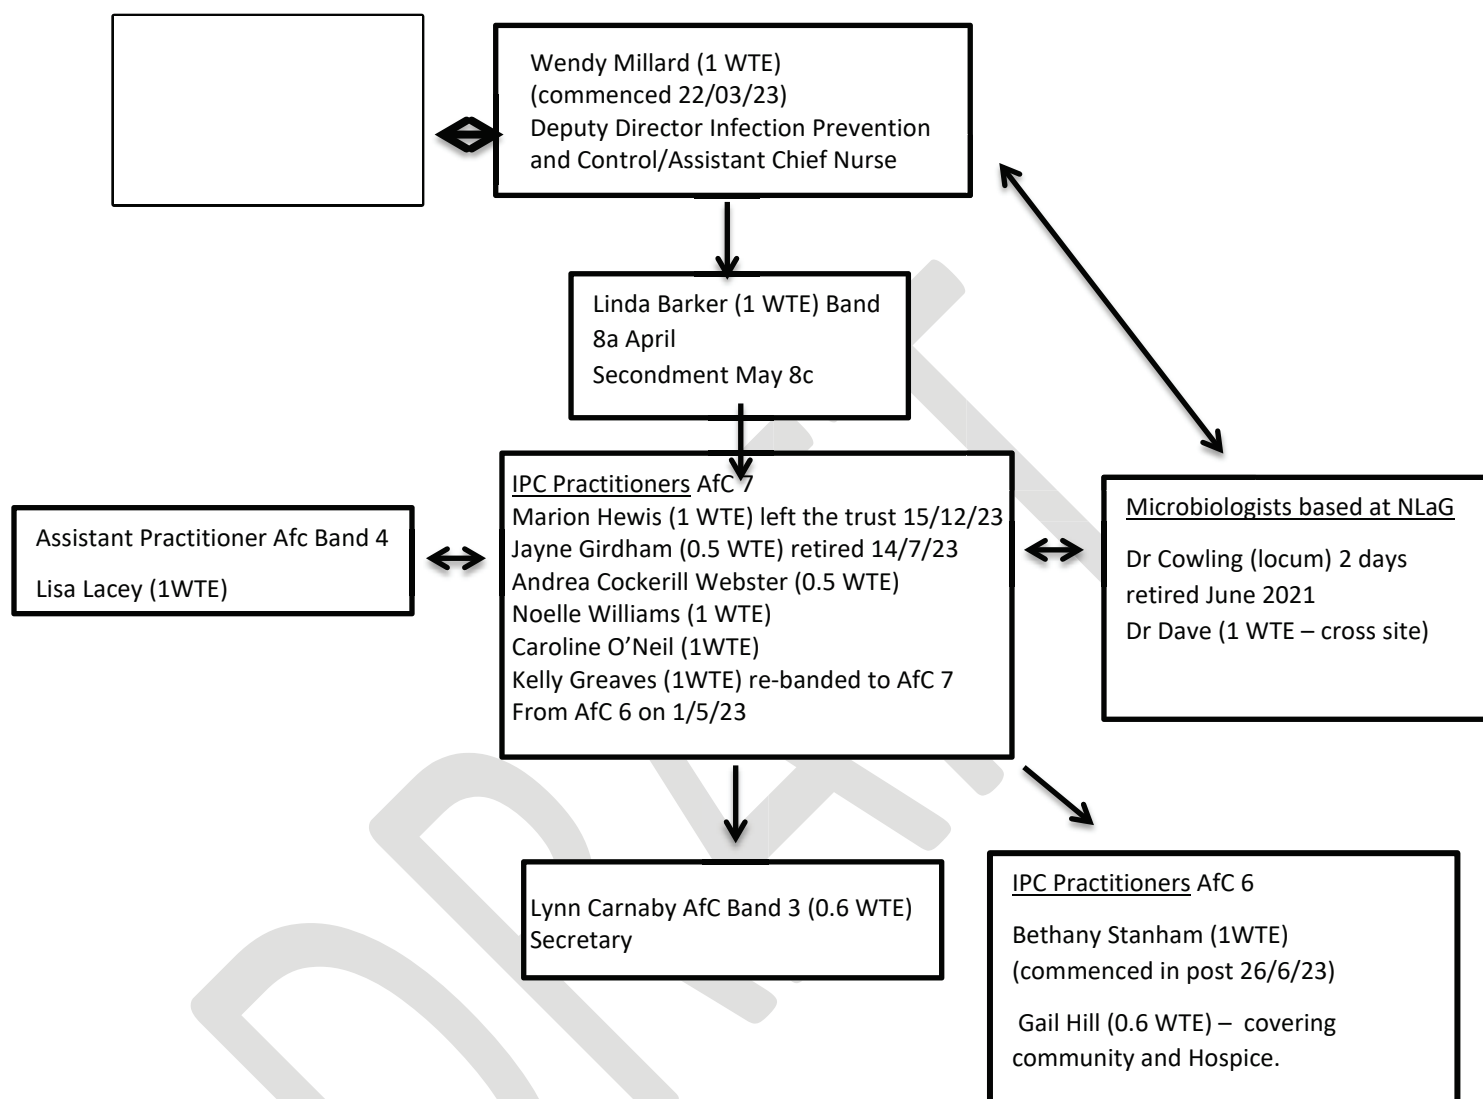 Wendy Millard (1 WTE)
(commenced 22/03/23)
Deputy Director Infection Prevention
and Control/Assistant Chief Nurse
Linda Barker (1 WTE) Band
8a April
Secondment May 8c
IPC Practitioners AfC 7
Marion Hewis (1 WTE) left the trust 15/12/23
Jayne Girdham (0.5 WTE) retired 14/7/23
Andrea Cockerill Webster (0.5 WTE)
Noelle Williams (1 WTE)
Caroline O’Neil (1WTE)
Kelly Greaves (1WTE) re-banded to AfC 7
From AfC 6 on 1/5/23
Assistant Practitioner Afc Band 4
Lisa Lacey (1WTE)
Microbiologists based at NLaG
Dr Cowling (locum) 2 days
retired June 2021
Dr Dave (1 WTE – cross site)
Lynn Carnaby AfC Band 3 (0.6 WTE)
Secretary
IPC Practitioners AfC 6
Bethany Stanham (1WTE)
(commenced in post 26/6/23)
Gail Hill (0.6 WTE) – covering
community and Hospice.
DRAFT